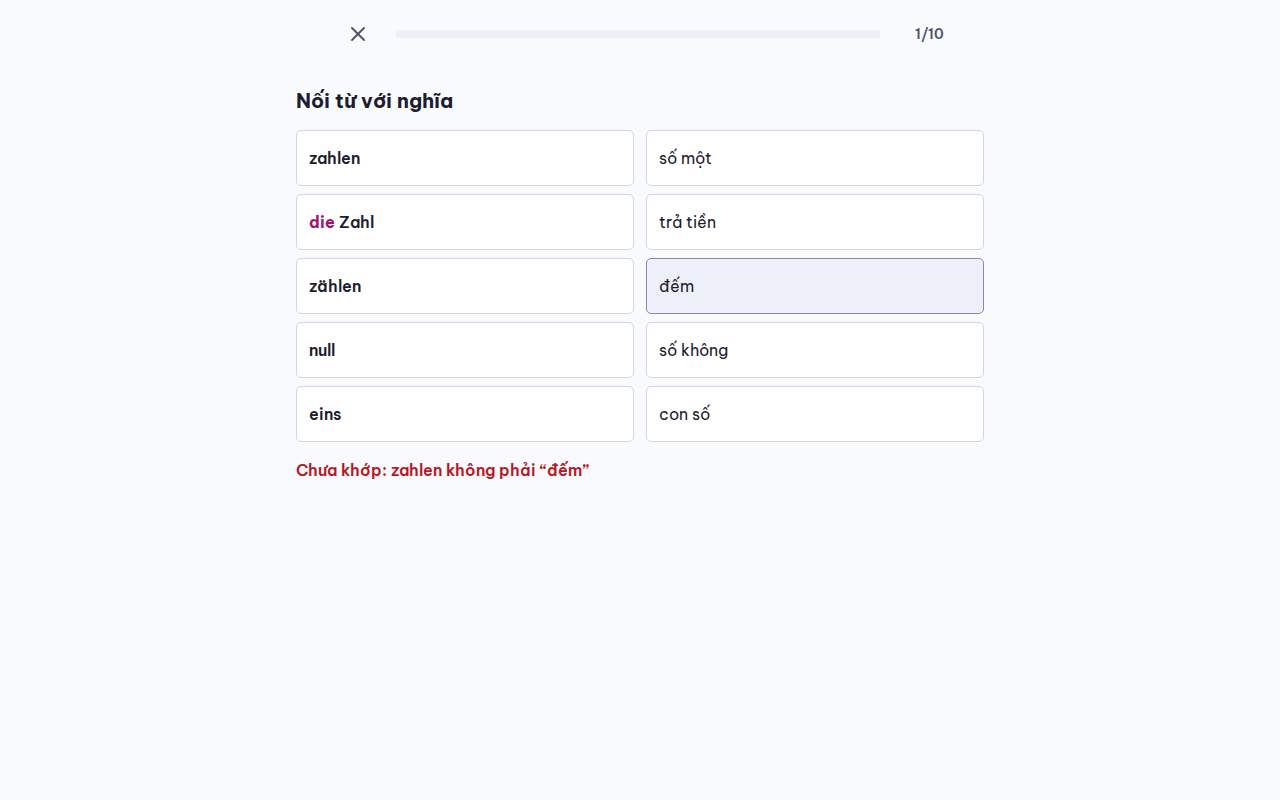 1/10
Nối từ với nghĩa
zahlen
số một
die Zahl
trả tiền
zählen
đếm
null
số không
eins
con số
Chưa khớp: zahlen không phải “đếm”